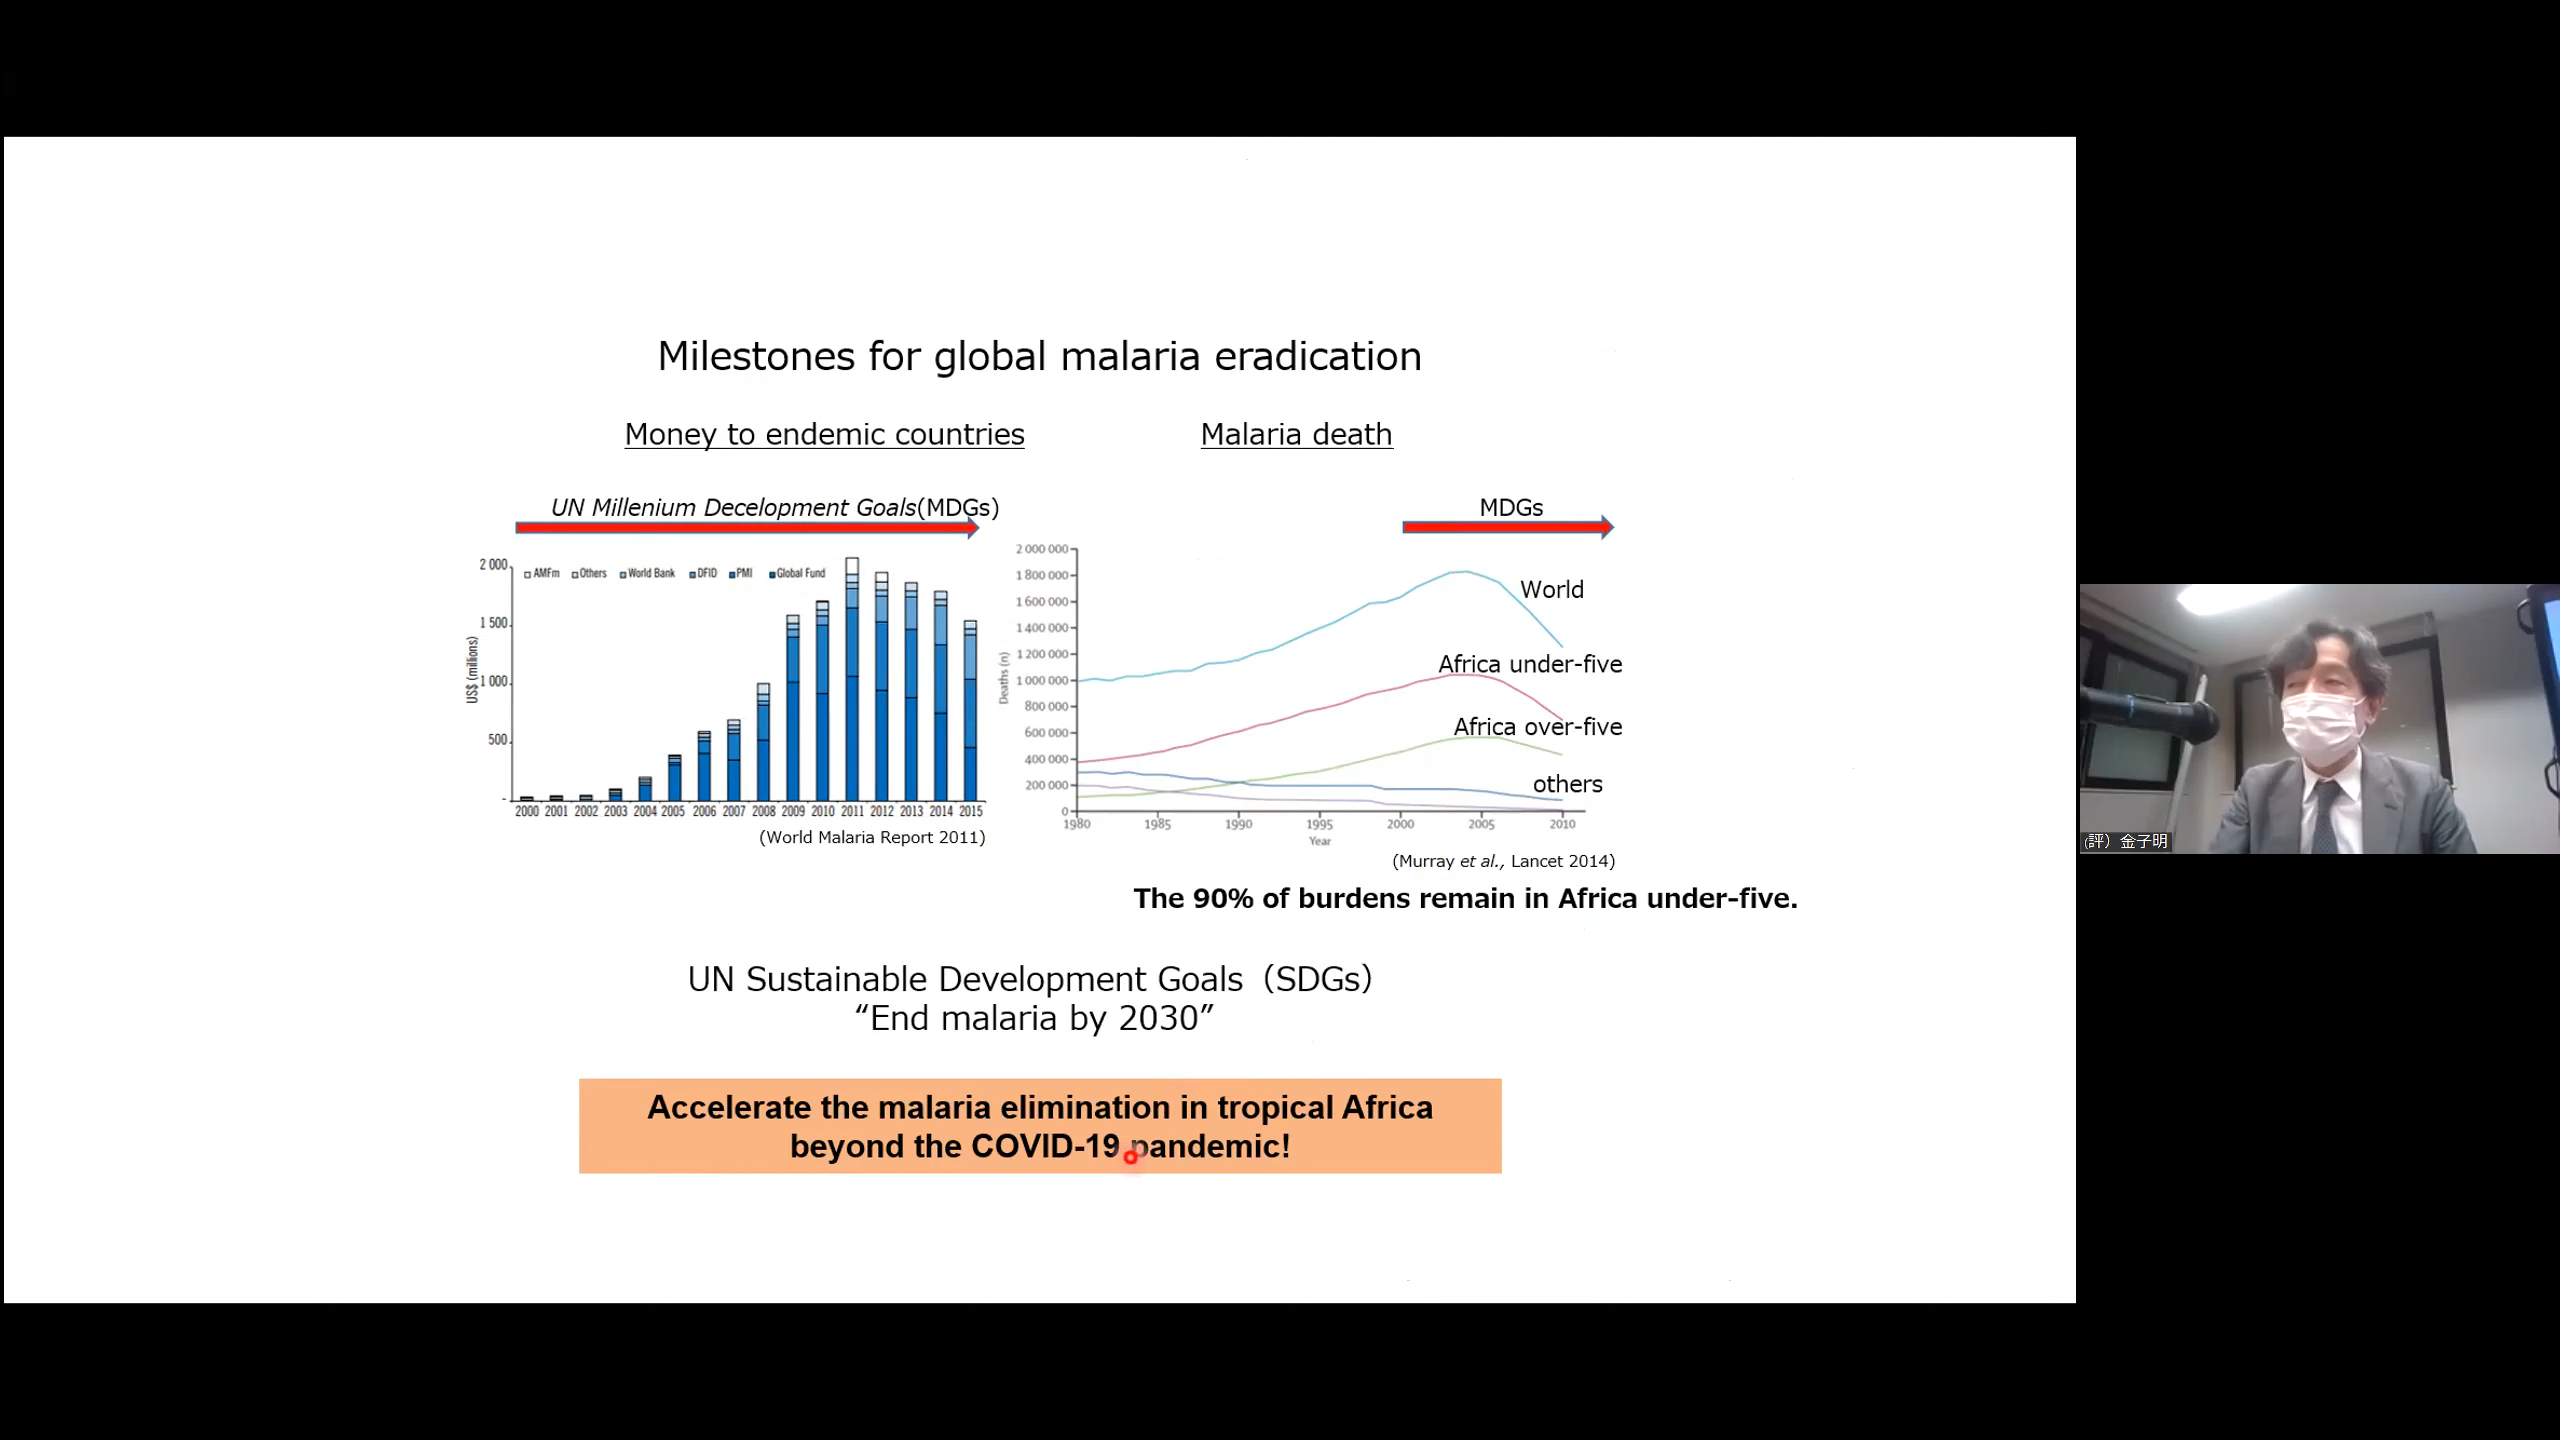 Milestones for global malaria eradication
Money to endemic countries
Malaria death
UN Millenium Decelopment Goals(MDGs)
MDGs
2 000
1 500
1 000
500
-
US$ (millions)
AMFm Others World Bank DFID PMI Global Fund
2000 2001 2002 2003 2004 2005 2006 2007 2008 2009 2010 2011 2012 2013 2014 2015
(World Malaria Report 2011)
2 000 000
1 800 000
1 600 000
1 400 000
1 200 000
1 000 000
800 000
600 000
400 000
200 000
0
Deaths (n)
World
Africa under-five
Africa over-five
others
1980 1985 1990 1995 2000 2005 2010
Year
(Murray et al., Lancet 2014)
The 90% of burdens remain in Africa under-five.
UN Sustainable Development Goals（SDGs）
“End malaria by 2030”
Accelerate the malaria elimination in tropical Africa
beyond the COVID-19 pandemic!
(評）金子明